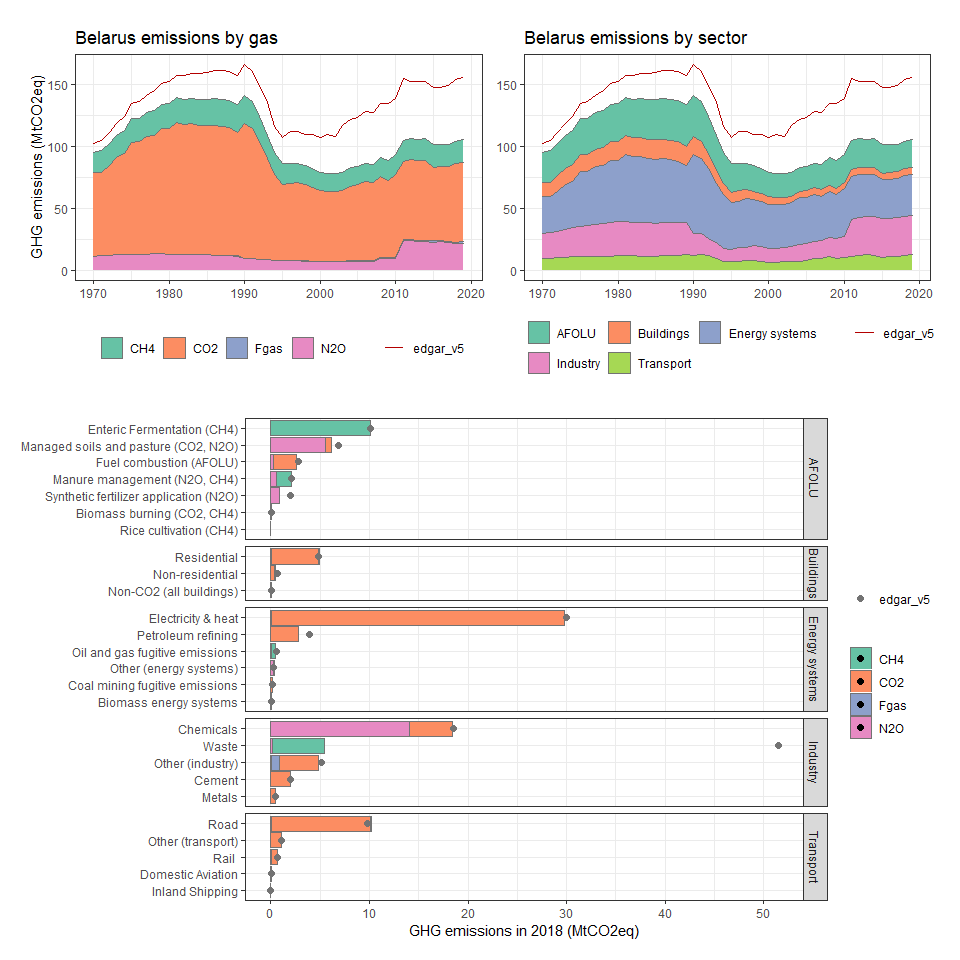 Belarus emissions by gas
GHG emissions (MtCO2eq)
150
100
50
0
1970
1980
1990
2000
2010
2020
CH4
CO2
Fgas
N2O
edgar_v5
Belarus emissions by sector
150
100
50
0
1970
1980
1990
2000
2010
2020
AFOLU
Buildings
Energy systems
edgar_v5
Industry
Transport
Enteric Fermentation (CH4)
Managed soils and pasture (CO2, N2O)
Fuel combustion (AFOLU)
Manure management (N2O, CH4)
Synthetic fertilizer application (N2O)
Biomass burning (CO2, CH4)
Rice cultivation (CH4)
AFOLU
Residential
Non-residential
Non-CO2 (all buildings)
Buildings
Electricity & heat
Petroleum refining
Oil and gas fugitive emissions
Other (energy systems)
Coal mining fugitive emissions
Biomass energy systems
Energy systems
Chemicals
Waste
Other (industry)
Cement
Metals
Industry
Road
Other (transport)
Rail
Domestic Aviation
Inland Shipping
Transport
0
10
20
30
40
50
GHG emissions in 2018 (MtCO2eq)
edgar_v5
CH4
CO2
Fgas
N2O